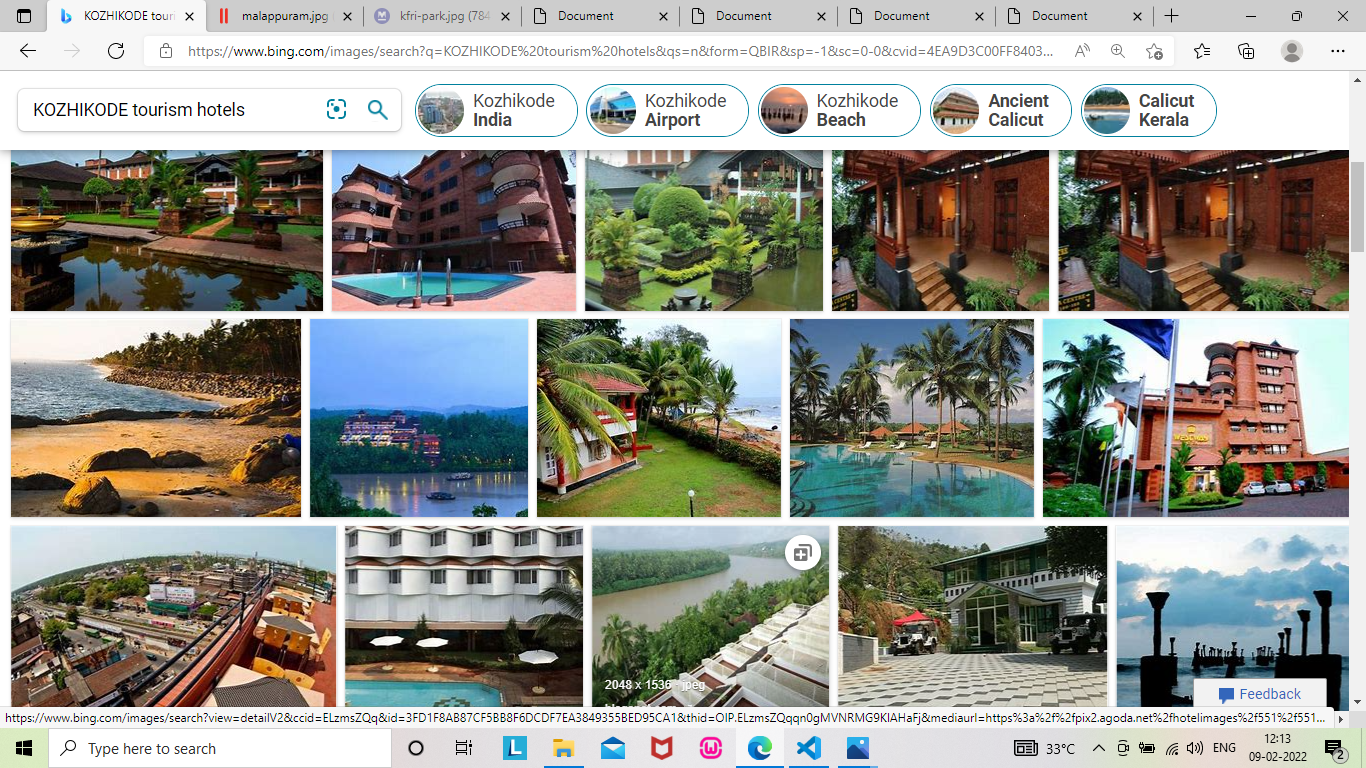 KOZHIKODE touri
malappuram.jpg
kfri-park.jpg (784
Document
Document
Document
Document
https://www.bing.com/images/search?q=KOZHIKODE%20tourism%20hotels&qs=n&form=QBIR&sp=-1&sc=0-0&cvid=4EA9D3C00FF8403...
KOZHIKODE tourism hotels
Kozhikode
India
Kozhikode
Airport
Kozhikode
Beach
Ancient
Calicut
Calicut
Kerala
2048 x 1536 · jpeg
Feedback
https://www.bing.com/images/search?view=detailV2&ccid=ELzmsZQq&id=3FD1F8AB87CF5BB8F6DCDF7EA3849355BED95CA1&thid=OIP.ELzmsZQqqn0gMVNRMG9KIAHaFj&mediaurl=https%3a%2f%2fpix2.agoda.net%2fhotelimages%2f551%2f551...
Type here to search
33°C
ENG
12:13
09-02-2022
2